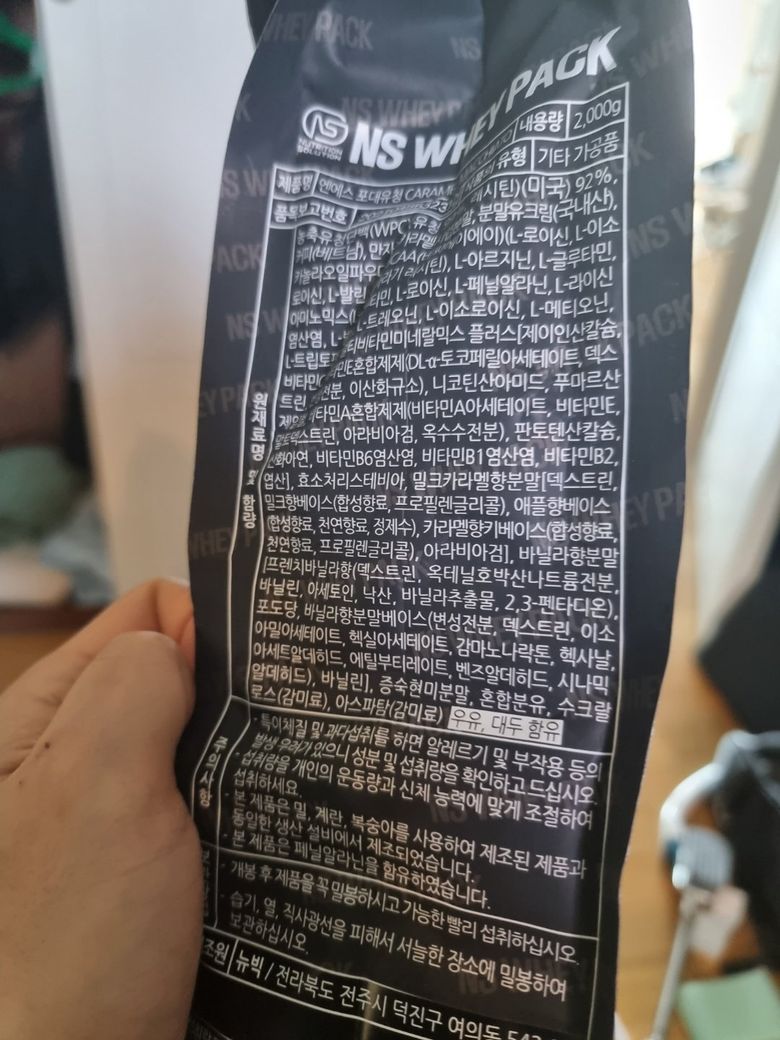 NS WHEY PACK
NS NUTRITION SOLUTION
내용량 2,000g
제품명 엔에스 포대유청 CARAM
유형 기타 가공품
품목보고번호
원재료명 및 함량
농축유청단백(WPC) 레시틴)(미국) 92%,
커피(베트남), 분말유크림(국내산),
카놀라오일파우 (L-로이신, L-이소
로이신, L-발린 L-아르지닌, L-글루타민,
아미노믹스 L-로이신, L-페닐알라닌, L-라이신
염산염, L-트레오닌, L-이소로이신, L-메티오닌,
L-트립토 비타민미네랄믹스 플러스[제이인산칼슘,
비타민 혼합제제(DL-α-토코페릴아세테이트, 덱스
트린, 전분, 이산화규소), 니코틴산아미드, 푸마르산
제일철, 비타민A혼합제제(비타민A아세테이트, 비타민E,
말토덱스트린, 아라비아검, 옥수수전분), 판토텐산칼슘,
산화아연, 비타민B6염산염, 비타민B1염산염, 비타민B2,
엽산], 효소처리스테비아, 밀크카라멜향분말[덱스트린,
밀크향베이스(합성향료, 프로필렌글리콜), 애플향베이스
(합성향료, 천연향료, 정제수), 카라멜향키베이스(합성향료,
천연향료, 프로필렌글리콜), 아라비아검], 바닐라향분말
[프렌치바닐라향(덱스트린, 옥테닐호박산나트륨전분,
바닐린, 아세토인, 낙산, 바닐라추출물, 2,3-펜타디온),
포도당, 바닐라향분말베이스(변성전분, 덱스트린, 이소
아밀아세테이트, 헥실아세테이트, 감마노나락톤, 헥사날,
아세트알데히드, 에틸부티레이트, 벤즈알데히드, 시나믹
알데히드), 바닐린], 증숙현미분말, 혼합분유, 수크랄
로스(감미료), 아스파탐(감미료) 우유, 대두 함유
주의사항
· 특이체질 및 과다섭취를 하면 알레르기 및 부작용 등의
발생 우려가 있으니 성분 및 섭취량을 확인하고 드십시오.
· 섭취량을 개인의 운동량과 신체 능력에 맞게 조절하여
섭취하세요.
· 본 제품은 밀, 계란, 복숭아를 사용하여 제조된 제품과
동일한 생산 설비에서 제조되었습니다.
· 본 제품은 페닐알라닌을 함유하였습니다.
· 개봉 후 제품을 꼭 밀봉하시고 가능한 빨리 섭취하십시오.
· 습기, 열, 직사광선을 피해서 서늘한 장소에 밀봉하여
보관하십시오.
조원 뉴빅 / 전라북도 전주시 덕진구 여의동